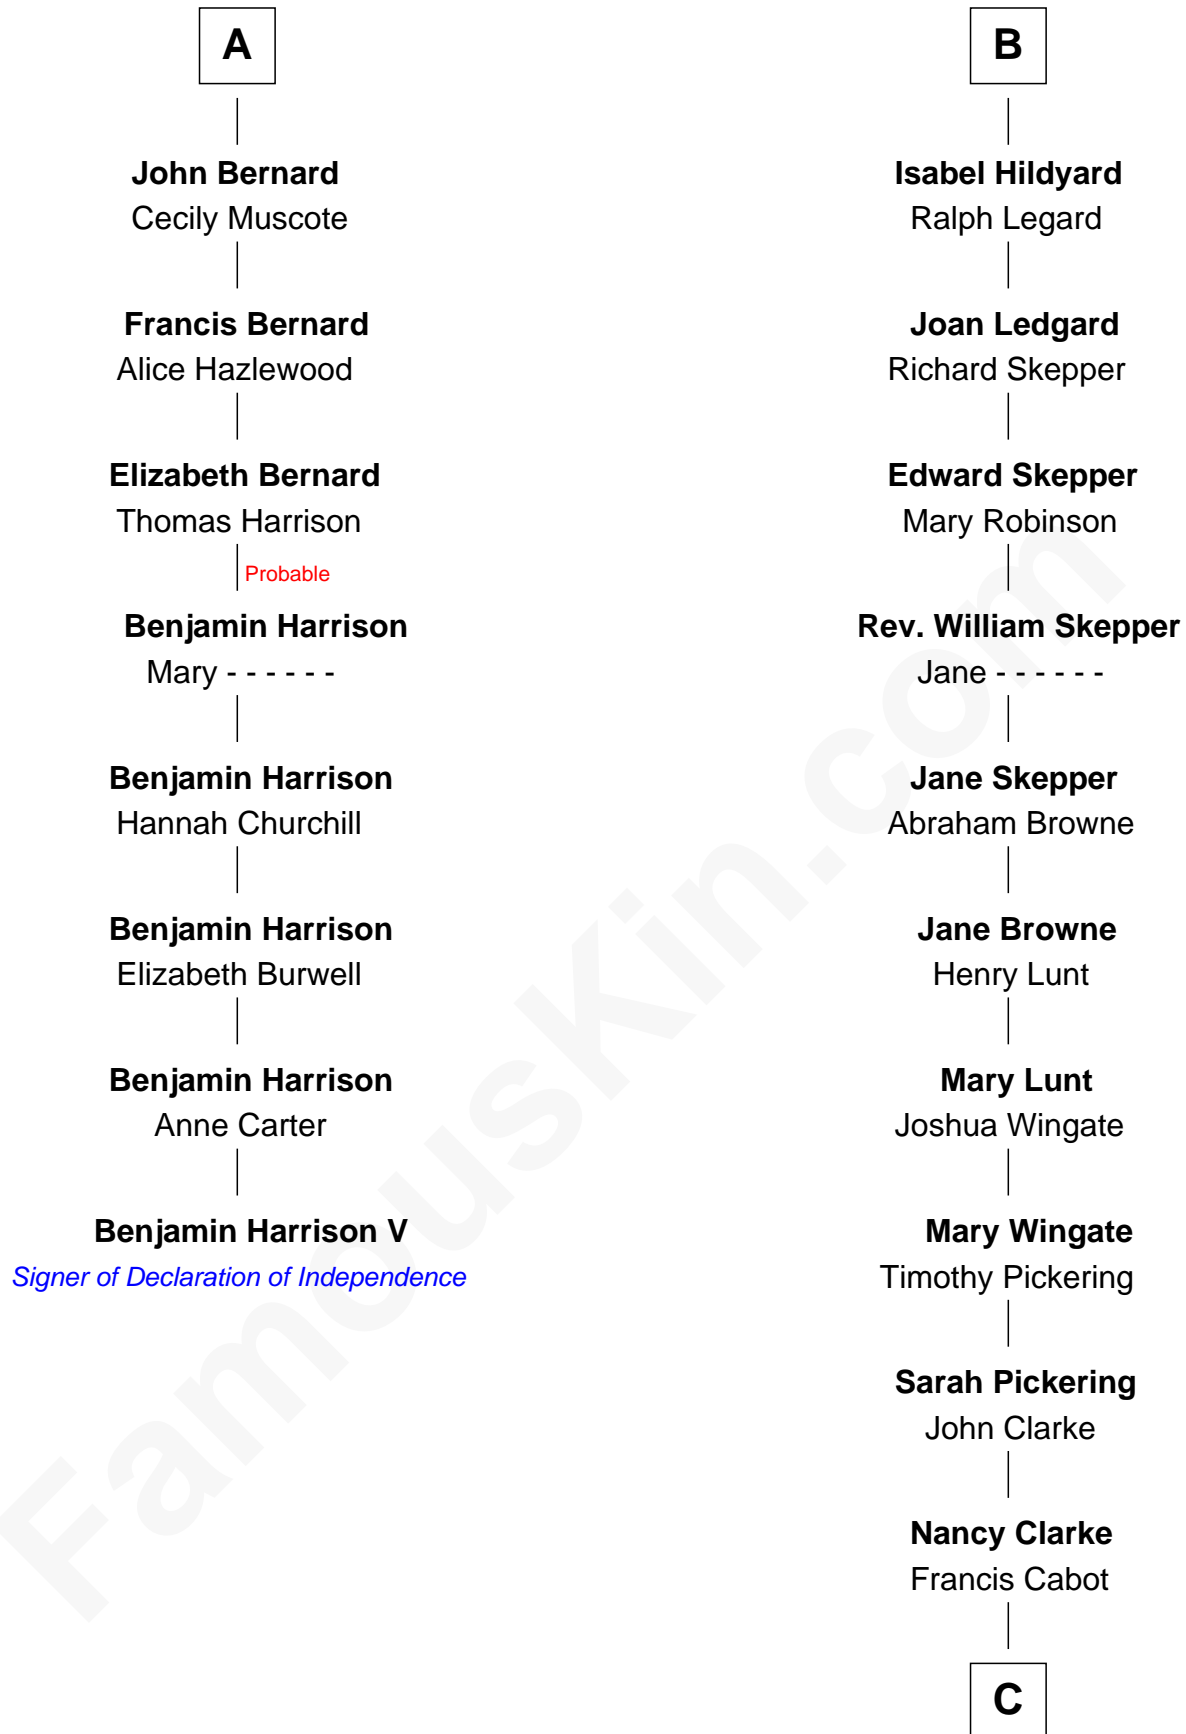 A
John Bernard
Cecily Muscote
Francis Bernard
Alice Hazlewood
Elizabeth Bernard
Thomas Harrison
Probable
Benjamin Harrison
Mary - - - - - -
Benjamin Harrison
Hannah Churchill
Benjamin Harrison
Elizabeth Burwell
Benjamin Harrison
Anne Carter
Benjamin Harrison V
Signer of Declaration of Independence
B
Isabel Hildyard
Ralph Legard
Joan Ledgard
Richard Skepper
Edward Skepper
Mary Robinson
Rev. William Skepper
Jane - - - - - -
Jane Skepper
Abraham Browne
Jane Browne
Henry Lunt
Mary Lunt
Joshua Wingate
Mary Wingate
Timothy Pickering
Sarah Pickering
John Clarke
Nancy Clarke
Francis Cabot
C
FamousKin.com